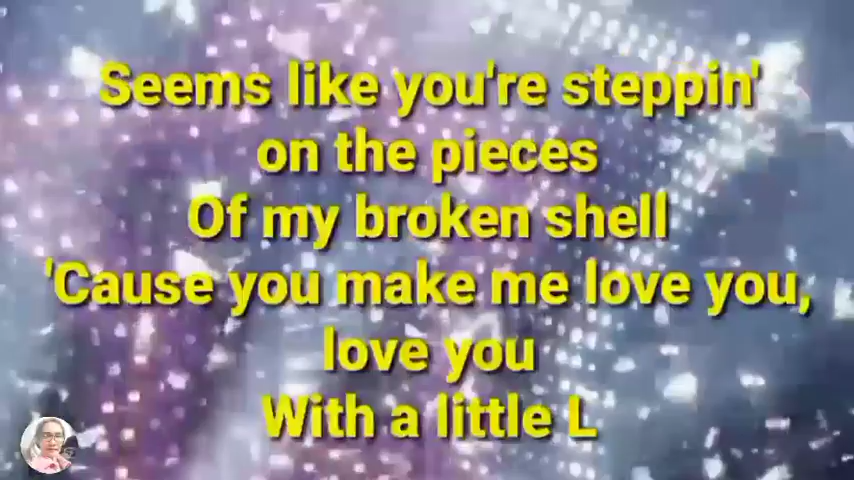 Seems like you're steppin'
on the pieces
Of my broken shell
'Cause you make me love you,
love you
With a little L